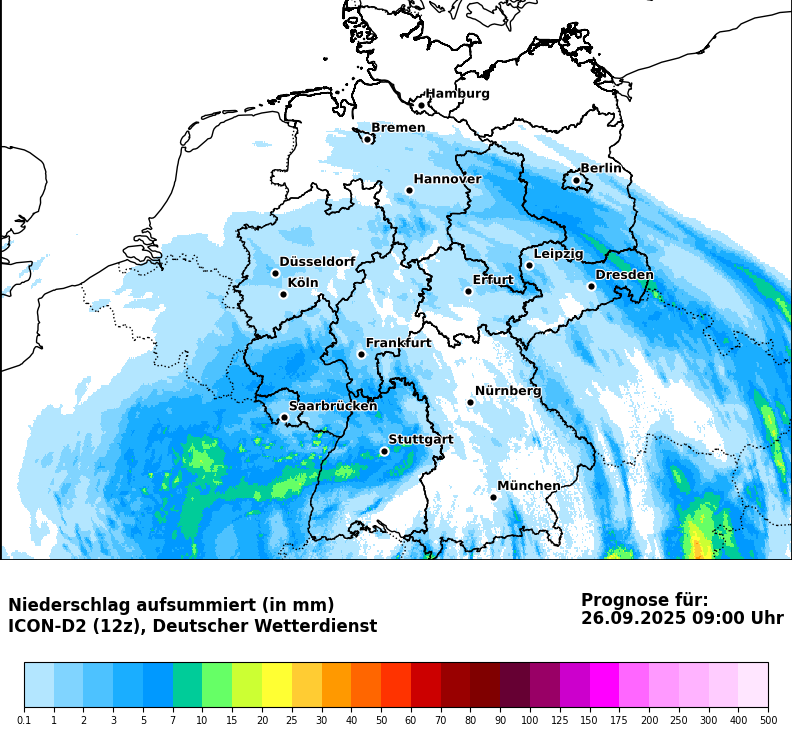 Hamburg
Bremen
Berlin
Hannover
Leipzig
Düsseldorf
Dresden
Erfurt
Köln
Frankfurt
Nürnberg
Saarbrücken
Stuttgart
München
Niederschlag aufsummiert (in mm)
ICON-D2 (12z), Deutscher Wetterdienst
Prognose für:
26.09.2025 09:00 Uhr
0.1 1 2 3 5 7 10 15 20 25 30 40 50 60 70 80 90 100 125 150 175 200 250 300 400 500